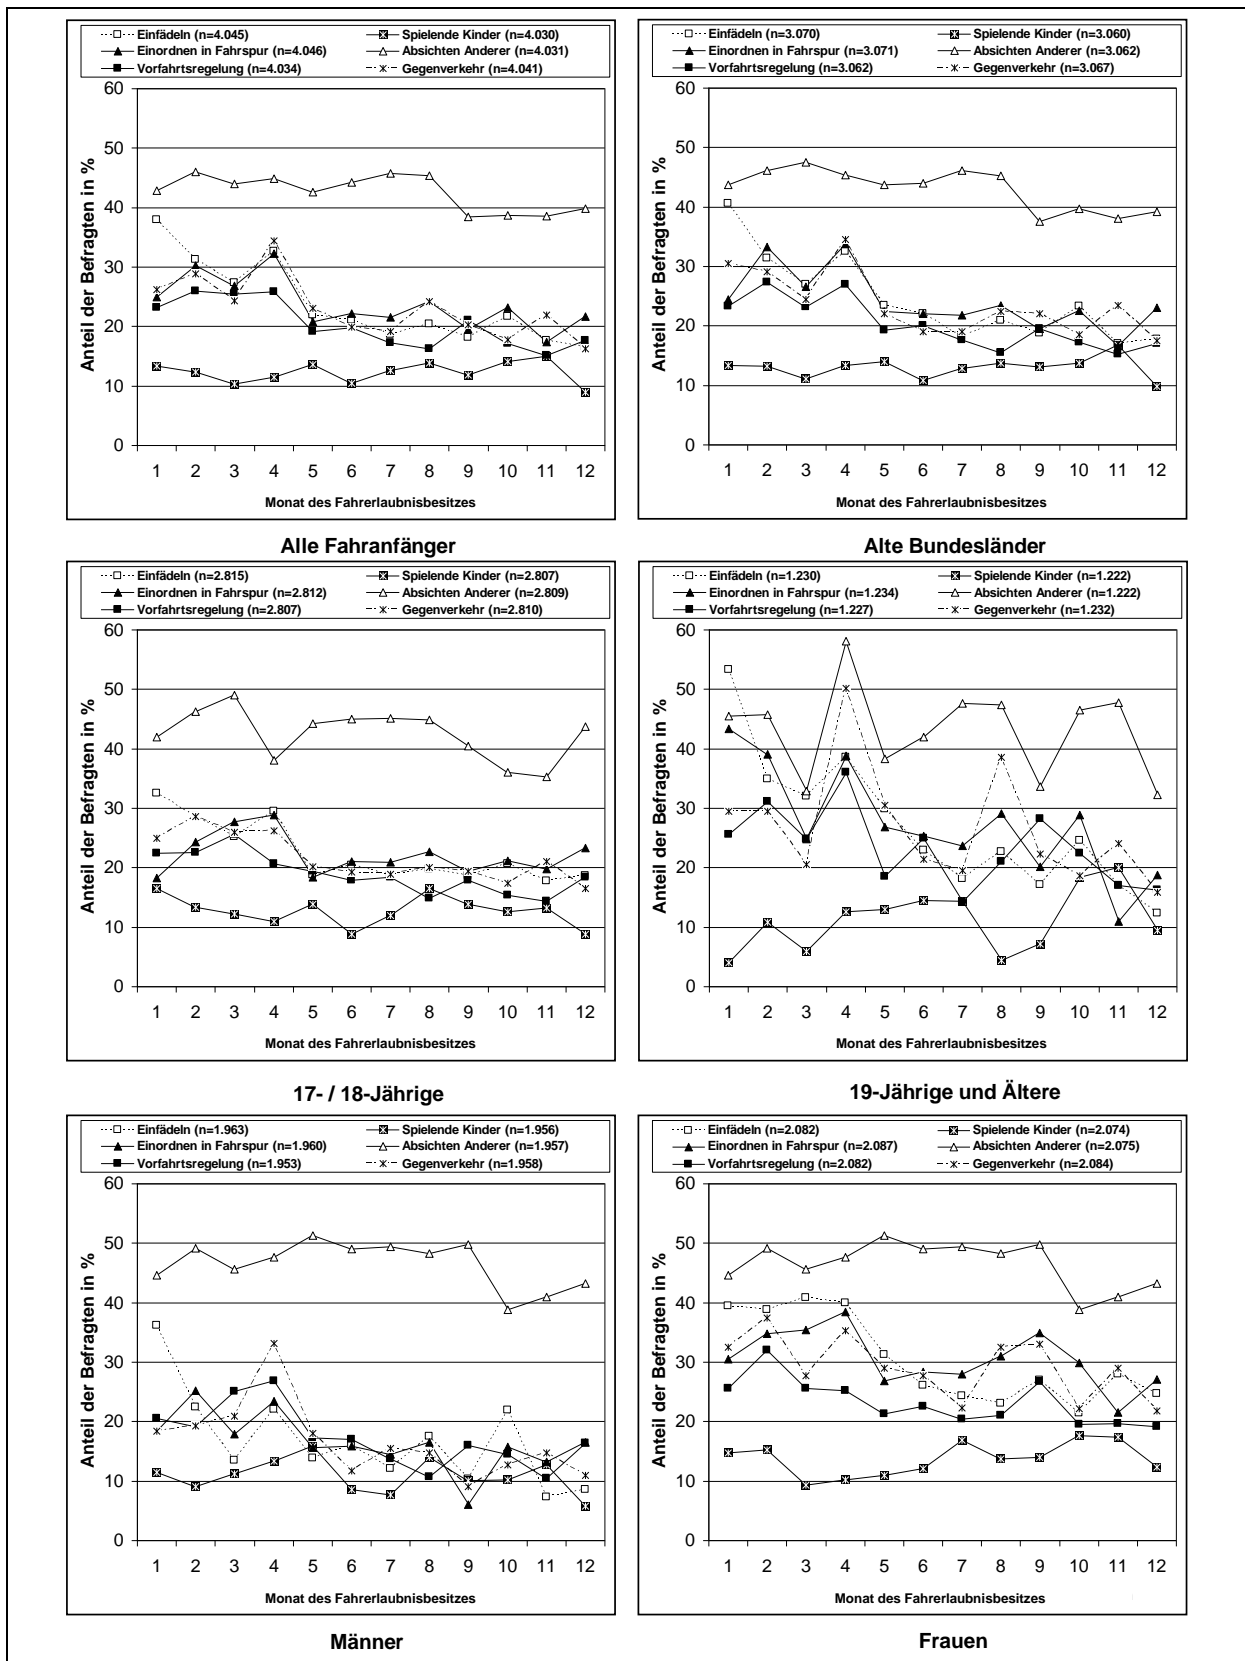 Einfädeln (n=4.045) Spielende Kinder (n=4.030)
Einordnen in Fahrspur (n=4.046) Absichten Anderer (n=4.031)
Vorfahrtsregelung (n=4.034) Gegenverkehr (n=4.041)
Anteil der Befragten in %
60
50
40
30
20
10
0
1 2 3 4 5 6 7 8 9 10 11 12
Monat des Fahrerlaubnisbesitzes
Alle Fahranfänger
Einfädeln (n=3.070) Spielende Kinder (n=3.060)
Einordnen in Fahrspur (n=3.071) Absichten Anderer (n=3.062)
Vorfahrtsregelung (n=3.062) Gegenverkehr (n=3.067)
Anteil der Befragten in %
60
50
40
30
20
10
0
1 2 3 4 5 6 7 8 9 10 11 12
Monat des Fahrerlaubnisbesitzes
Alte Bundesländer
Einfädeln (n=2.815) Spielende Kinder (n=2.807)
Einordnen in Fahrspur (n=2.812) Absichten Anderer (n=2.809)
Vorfahrtsregelung (n=2.807) Gegenverkehr (n=2.810)
Anteil der Befragten in %
60
50
40
30
20
10
0
1 2 3 4 5 6 7 8 9 10 11 12
Monat des Fahrerlaubnisbesitzes
17- / 18-Jährige
Einfädeln (n=1.230) Spielende Kinder (n=1.222)
Einordnen in Fahrspur (n=1.234) Absichten Anderer (n=1.222)
Vorfahrtsregelung (n=1.227) Gegenverkehr (n=1.232)
Anteil der Befragten in %
60
50
40
30
20
10
0
1 2 3 4 5 6 7 8 9 10 11 12
Monat des Fahrerlaubnisbesitzes
19-Jährige und Ältere
Einfädeln (n=1.963) Spielende Kinder (n=1.956)
Einordnen in Fahrspur (n=1.960) Absichten Anderer (n=1.957)
Vorfahrtsregelung (n=1.953) Gegenverkehr (n=1.958)
Anteil der Befragten in %
60
50
40
30
20
10
0
1 2 3 4 5 6 7 8 9 10 11 12
Monat des Fahrerlaubnisbesitzes
Männer
Einfädeln (n=2.082) Spielende Kinder (n=2.074)
Einordnen in Fahrspur (n=2.087) Absichten Anderer (n=2.075)
Vorfahrtsregelung (n=2.082) Gegenverkehr (n=2.084)
Anteil der Befragten in %
60
50
40
30
20
10
0
1 2 3 4 5 6 7 8 9 10 11 12
Monat des Fahrerlaubnisbesitzes
Frauen